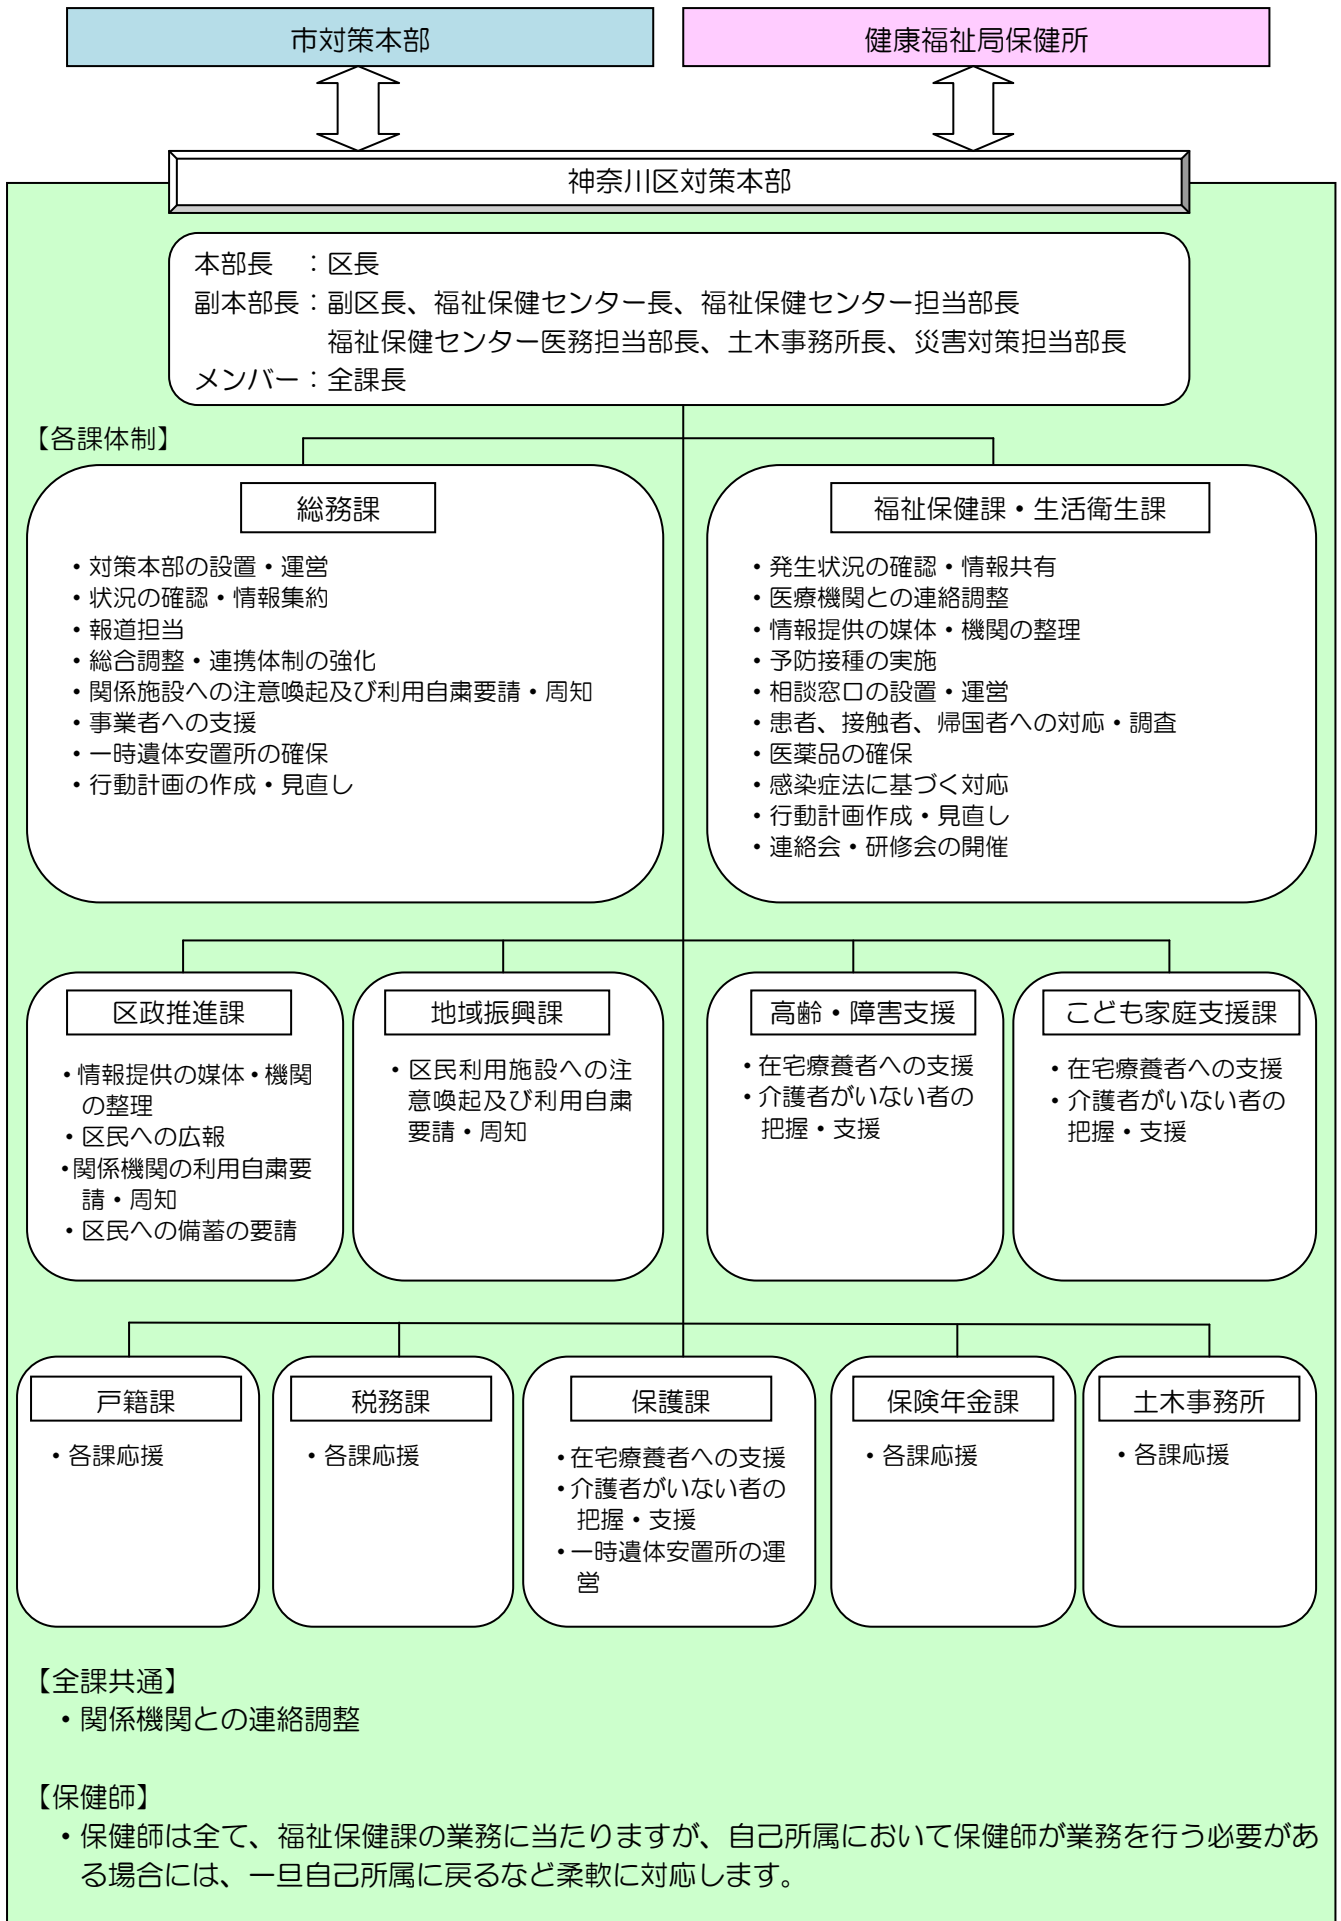 市対策本部
健康福祉局保健所
神奈川区対策本部
本部長　：区長
副本部長：副区長、福祉保健センター長、福祉保健センター担当部長
福祉保健センター医務担当部長、土木事務所長、災害対策担当部長
メンバー：全課長
【各課体制】
総務課
・対策本部の設置・運営
・状況の確認・情報集約
・報道担当
・総合調整・連携体制の強化
・関係施設への注意喚起及び利用自粛要請・周知
・事業者への支援
・一時遺体安置所の確保
・行動計画の作成・見直し
福祉保健課・生活衛生課
・発生状況の確認・情報共有
・医療機関との連絡調整
・情報提供の媒体・機関の整理
・予防接種の実施
・相談窓口の設置・運営
・患者、接触者、帰国者への対応・調査
・医薬品の確保
・感染症法に基づく対応
・行動計画作成・見直し
・連絡会・研修会の開催
区政推進課
・情報提供の媒体・機関
の整理
・区民への広報
・関係機関の利用自粛要
請・周知
・区民への備蓄の要請
地域振興課
・区民利用施設への注
意喚起及び利用自粛
要請・周知
高齢・障害支援
・在宅療養者への支援
・介護者がいない者の
把握・支援
こども家庭支援課
・在宅療養者への支援
・介護者がいない者の
把握・支援
戸籍課
・各課応援
税務課
・各課応援
保護課
・在宅療養者への支援
・介護者がいない者の
把握・支援
・一時遺体安置所の運
営
保険年金課
・各課応援
土木事務所
・各課応援
【全課共通】
・関係機関との連絡調整
【保健師】
・保健師は全て、福祉保健課の業務に当たりますが、自己所属において保健師が業務を行う必要があ
る場合には、一旦自己所属に戻るなど柔軟に対応します。